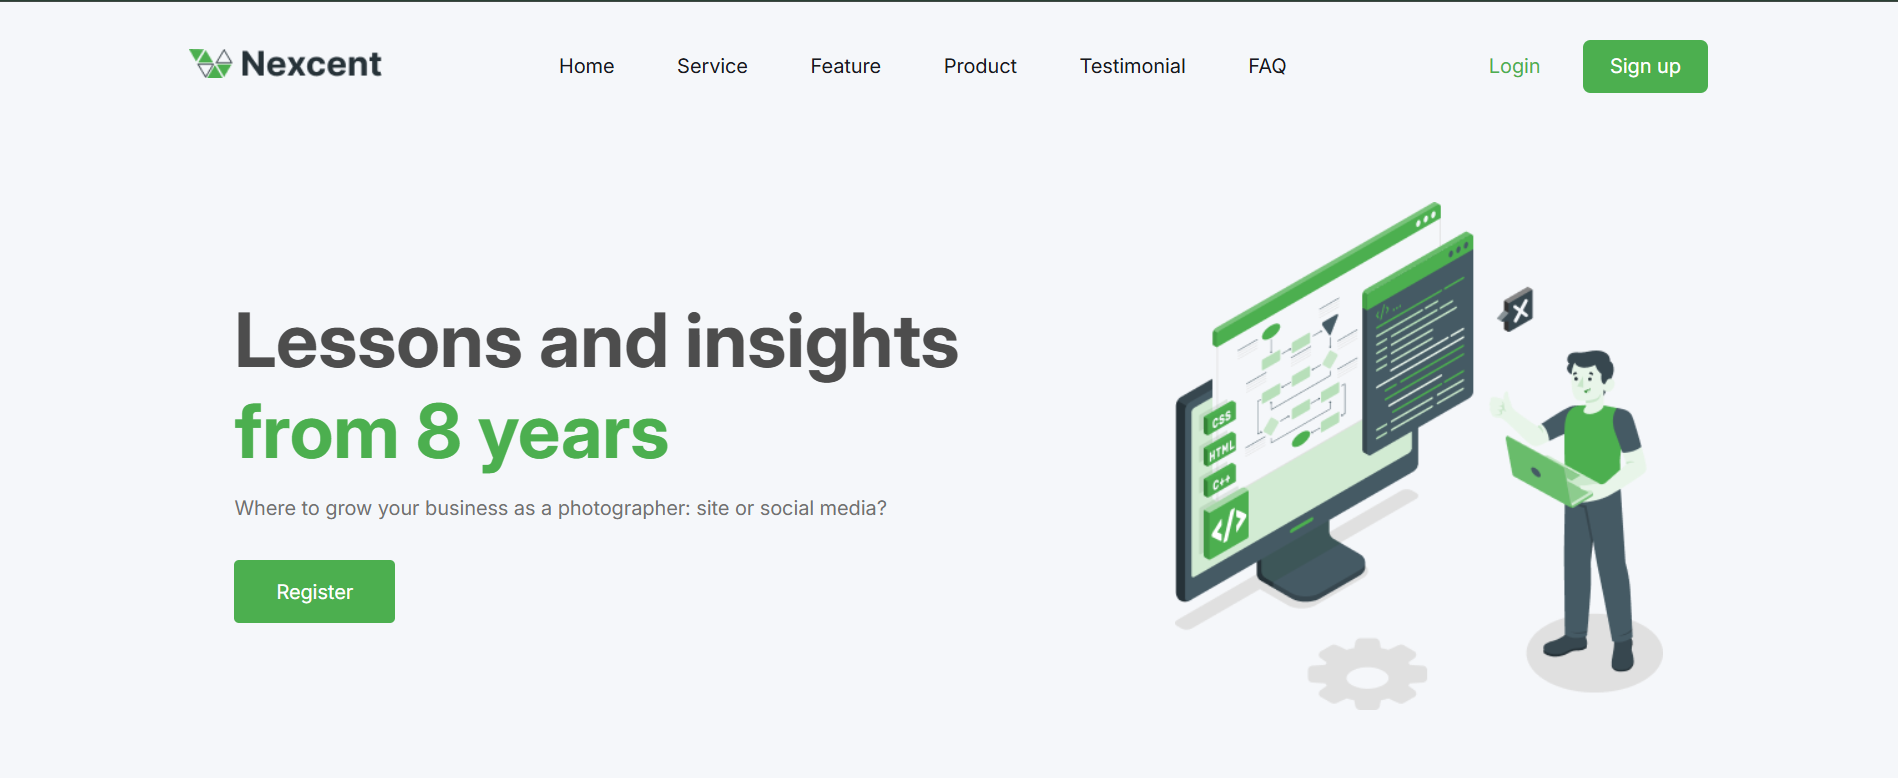 Nexcent
Home Service Feature Product Testimonial FAQ
Login Sign up
Lessons and insights
from 8 years
Where to grow your business as a photographer: site or social media?
Register
CSS
HTML
C++
</>